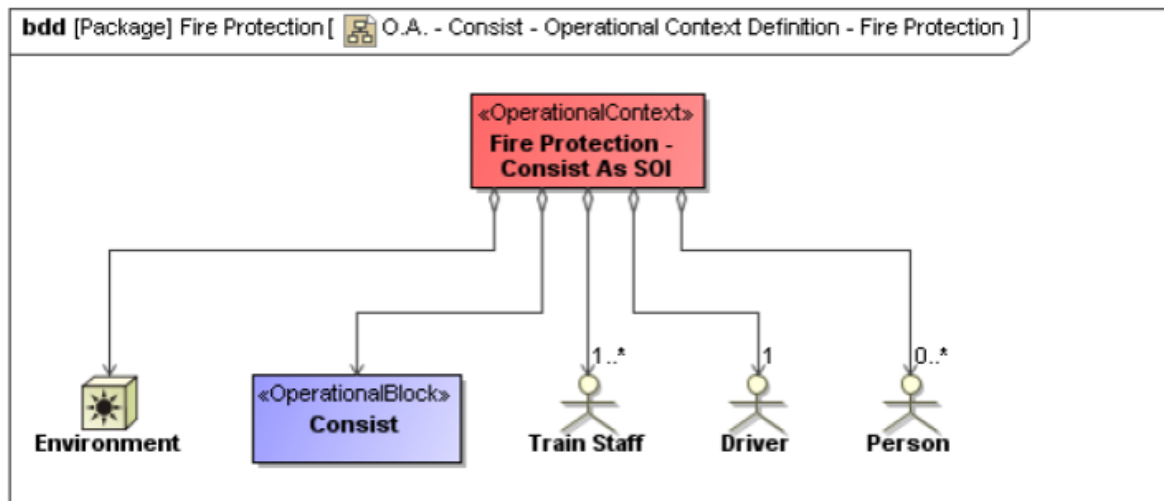 bdd [Package] Fire Protection [ O.A. - Consist - Operational Context Definition - Fire Protection ]
«OperationalContext»
Fire Protection -
Consist As SOI
1..*
1
0..*
«OperationalBlock»
Consist
Environment
Train Staff
Driver
Person